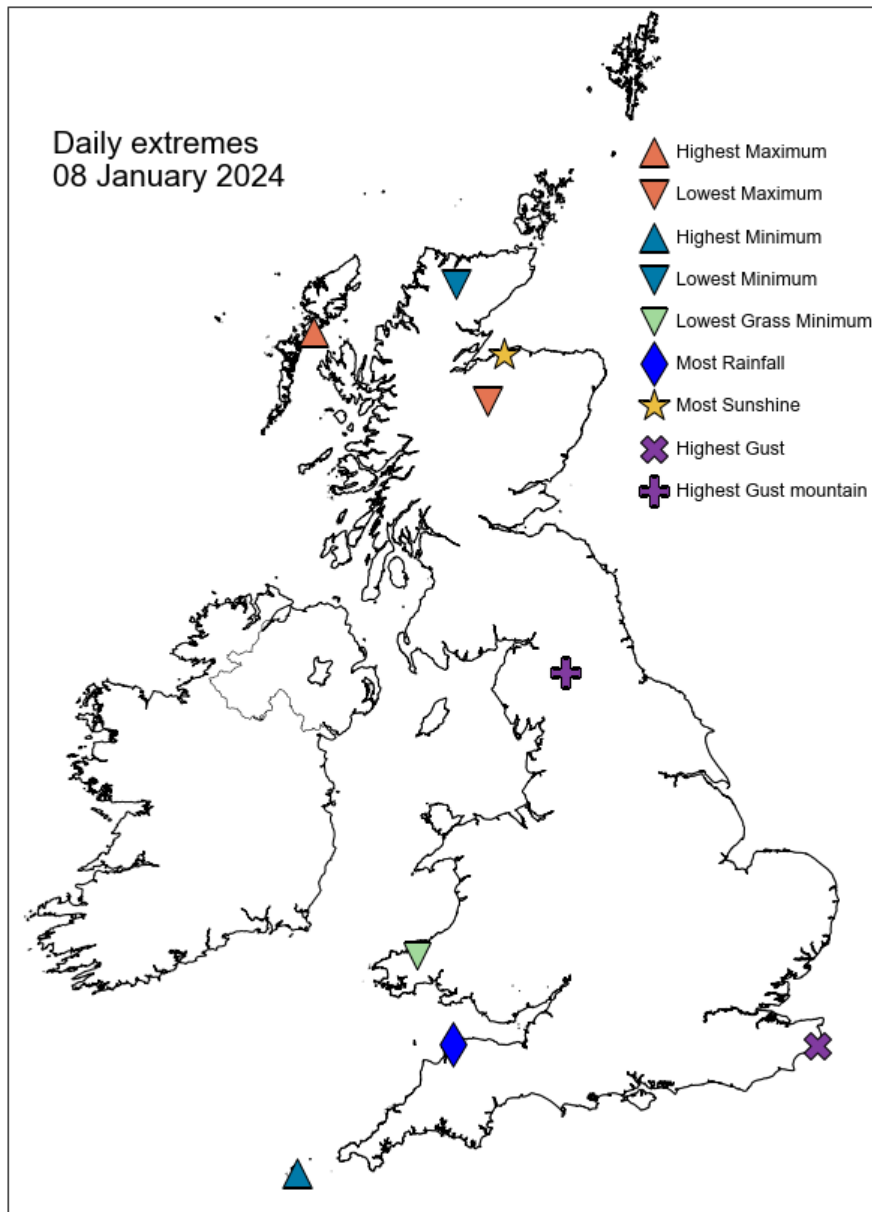 Daily extremes
08 January 2024
Highest Maximum
Lowest Maximum
Highest Minimum
Lowest Minimum
Lowest Grass Minimum
Most Rainfall
Most Sunshine
Highest Gust
Highest Gust mountain